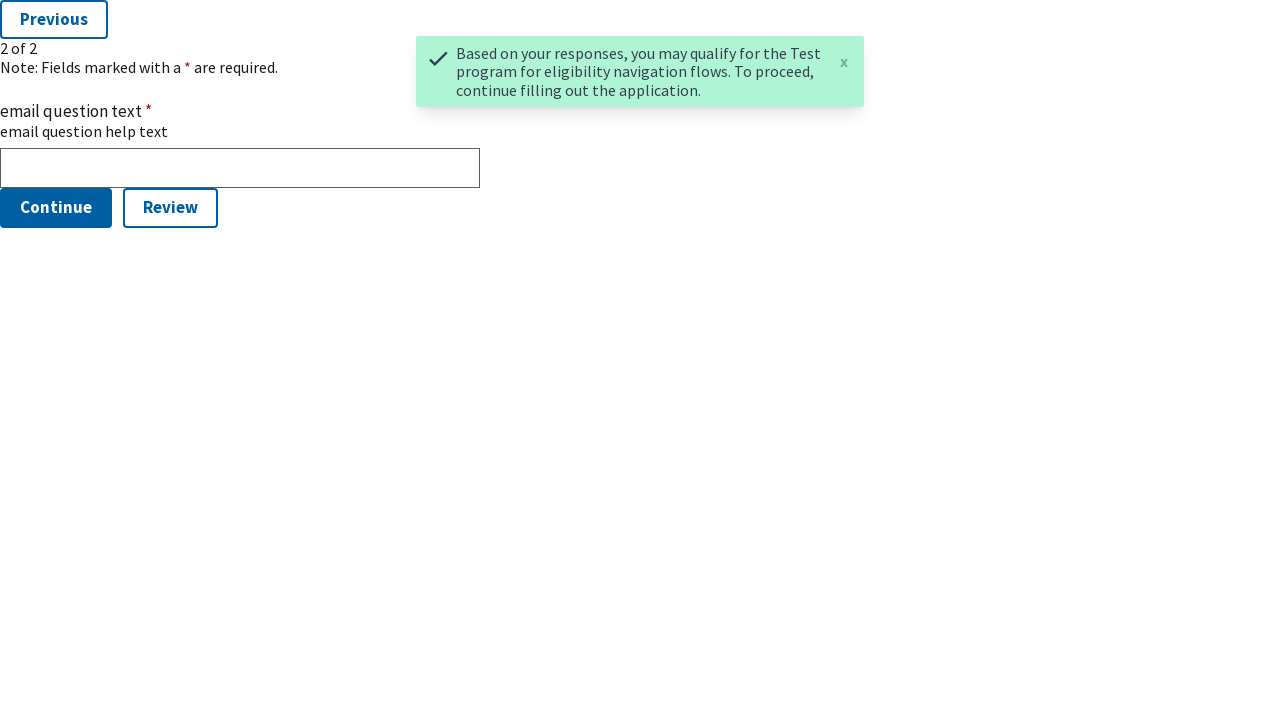 Previous
2 of 2
Note: Fields marked with a * are required.
Based on your responses, you may qualify for the Test
program for eligibility navigation flows. To proceed,
continue filling out the application.
x
email question text *
email question help text
Continue
Review